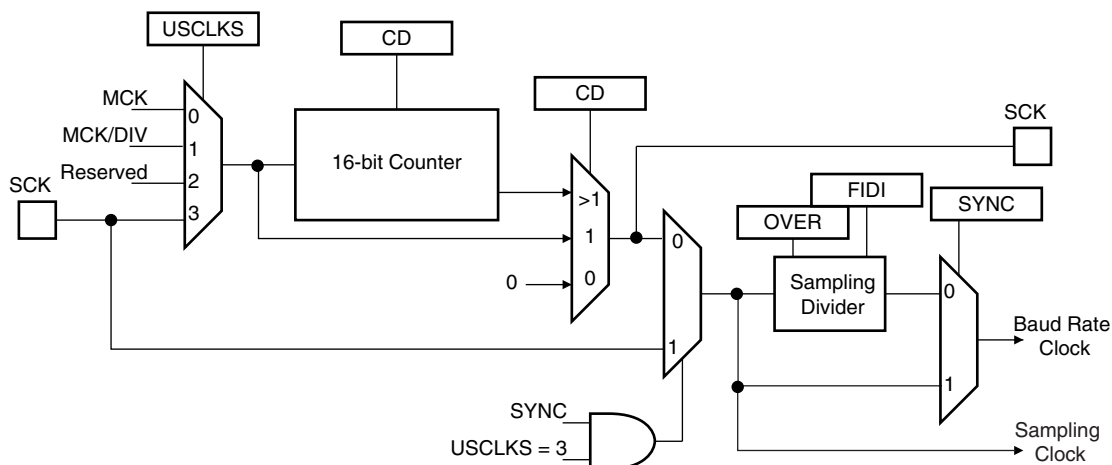 USCLKS
CD
CD
SCK
MCK
MCK/DIV
Reserved
SCK
0
1
2
3
16-bit Counter
>1
1
0
0
0
1
FIDI
OVER
SYNC
Sampling
Divider
0
1
Baud Rate
Clock
SYNC
USCLKS = 3
Sampling
Clock